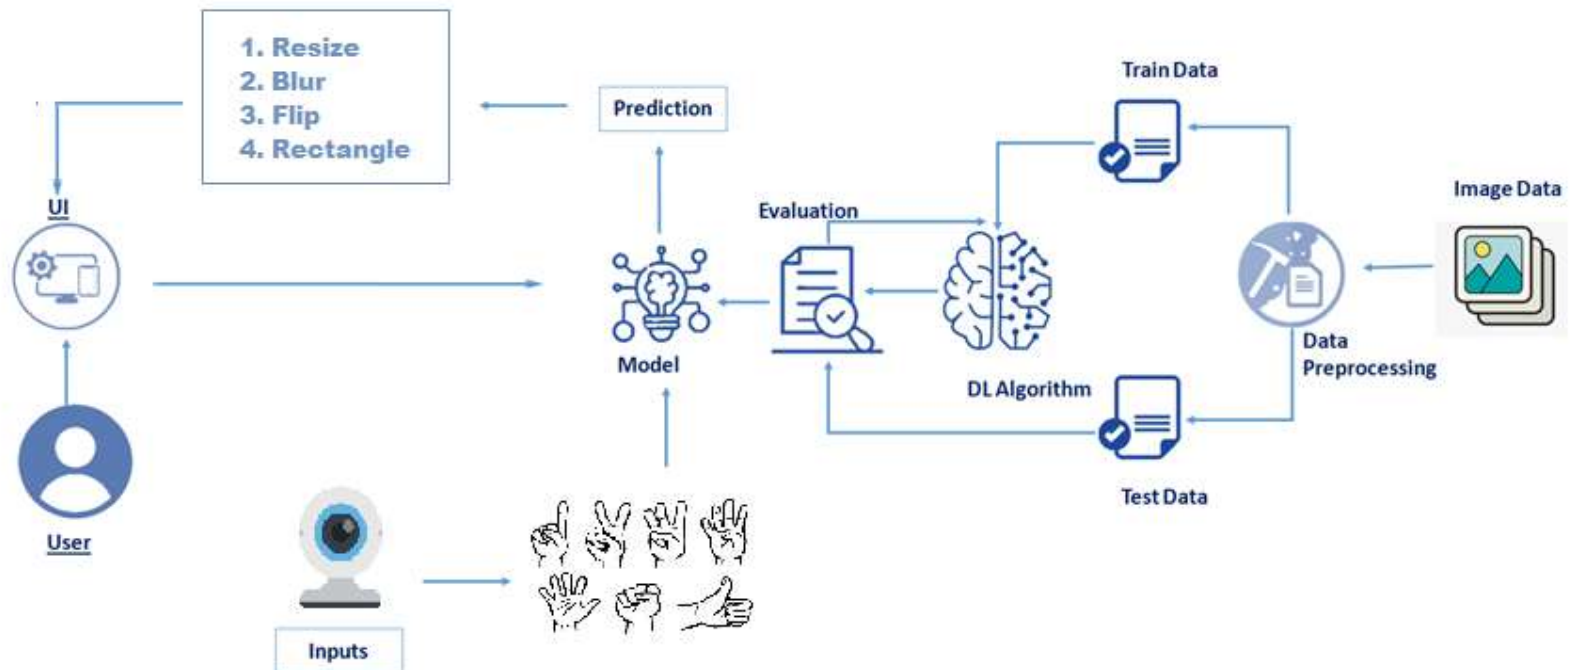 1. Resize
2. Blur
3. Flip
4. Rectangle
Prediction
Train Data
Image Data
UI
Evaluation
Model
DL Algorithm
Data
Preprocessing
Test Data
User
Inputs